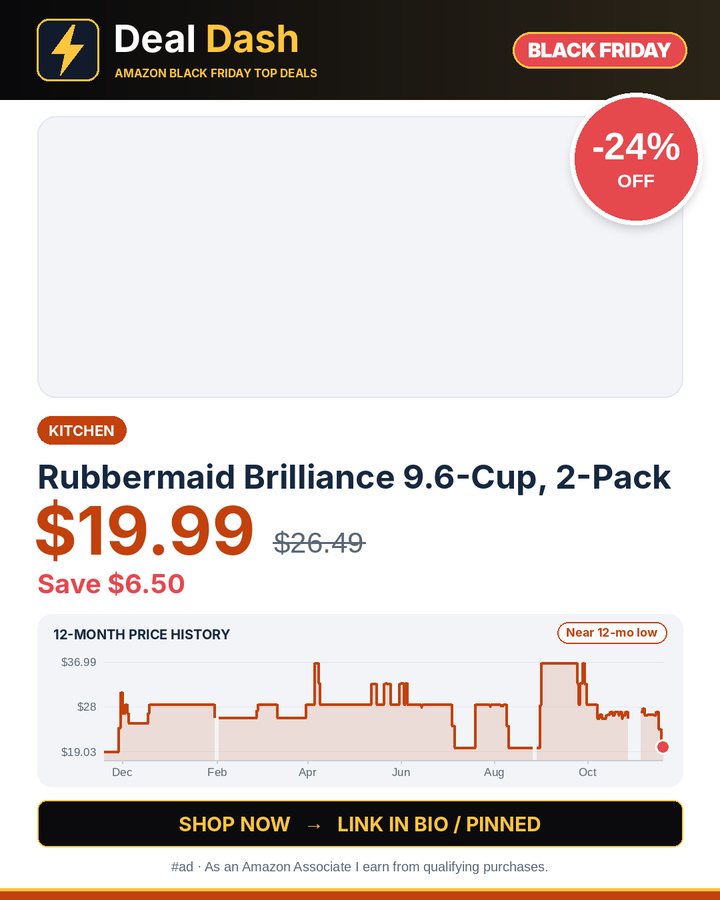 Deal Dash
AMAZON BLACK FRIDAY TOP DEALS
BLACK FRIDAY
-24%
OFF
KITCHEN
Rubbermaid Brilliance 9.6-Cup, 2-Pack
$19.99 $26.49
Save $6.50
12-MONTH PRICE HISTORY
Near 12-mo low
$36.99
$28
$19.03
Dec Feb Apr Jun Aug Oct
SHOP NOW → LINK IN BIO / PINNED
#ad · As an Amazon Associate I earn from qualifying purchases.